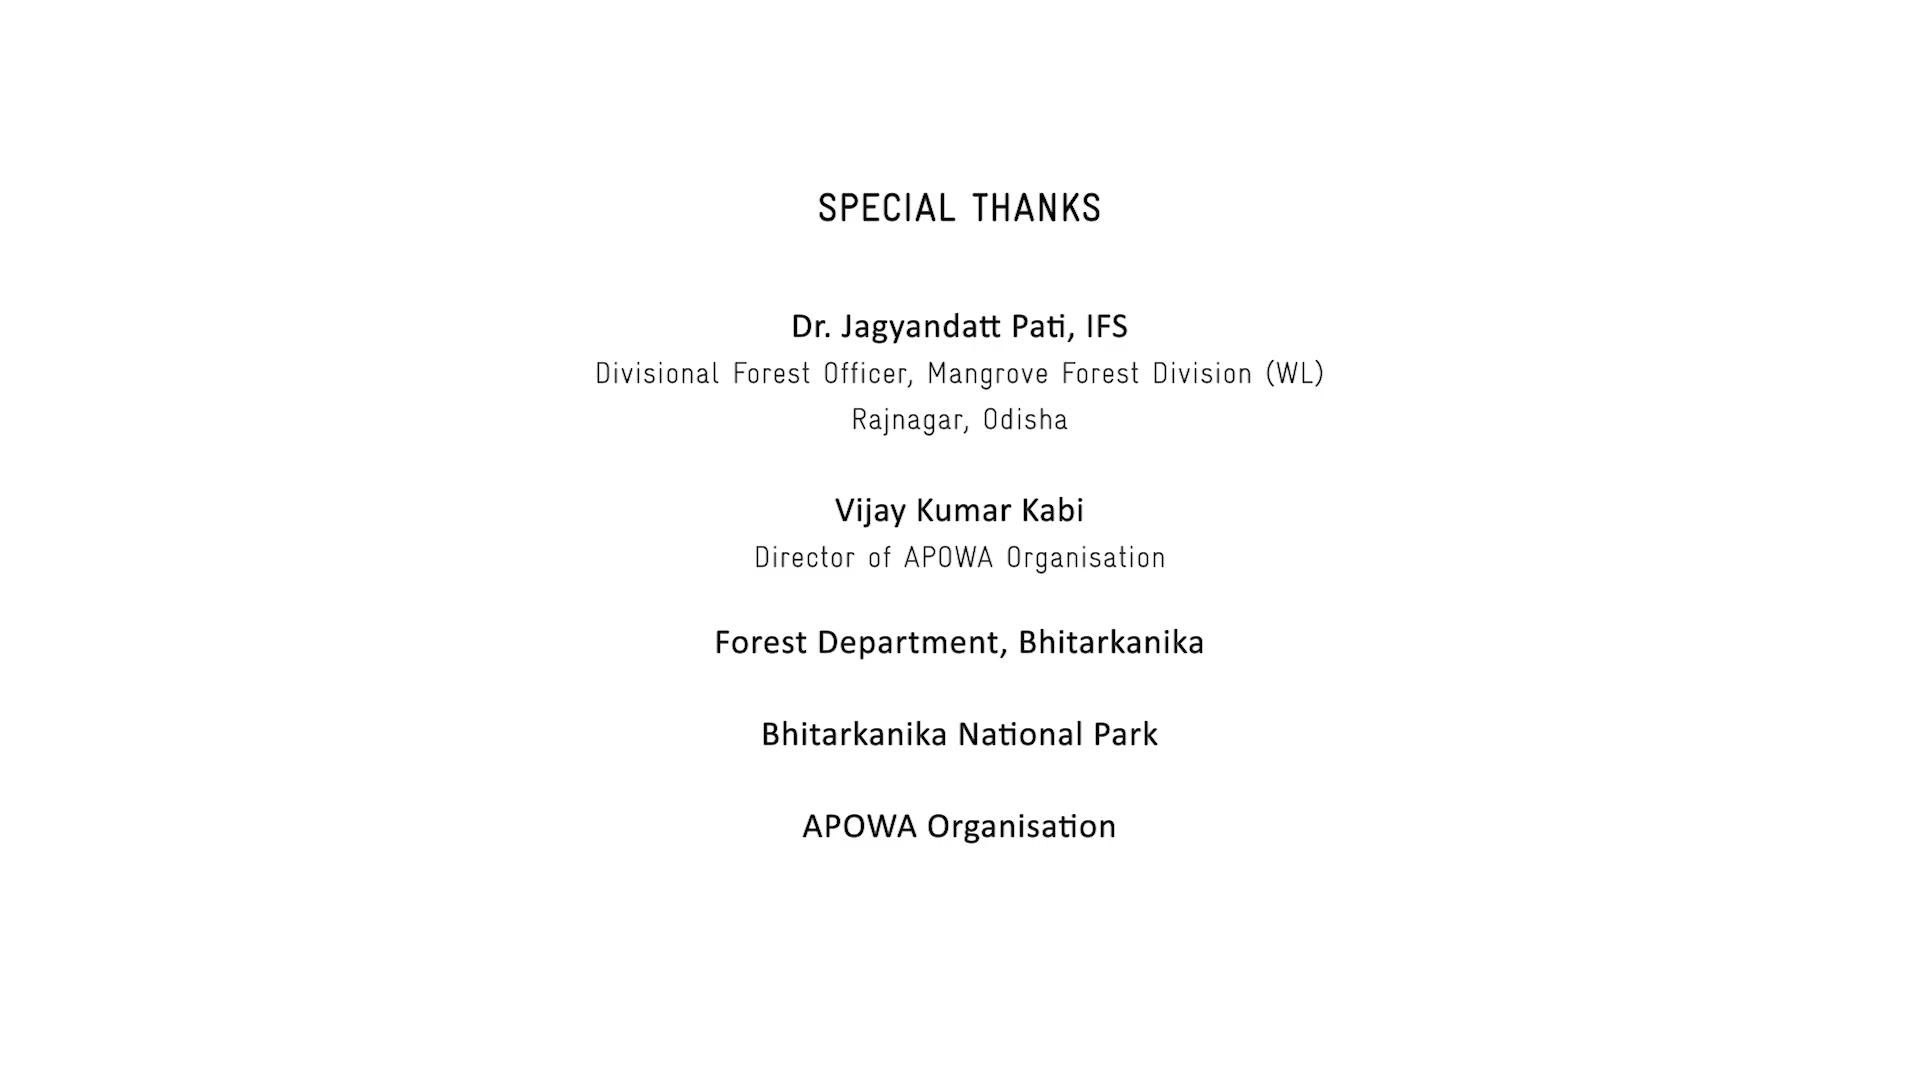 SPECIAL THANKS
Dr. Jagyandatt Pati, IFS
Divisional Forest Officer, Mangrove Forest Division (WL)
Rajnagar, Odisha
Vijay Kumar Kabi
Director of APOWA Organisation
Forest Department, Bhitarkanika
Bhitarkanika National Park
APOWA Organisation